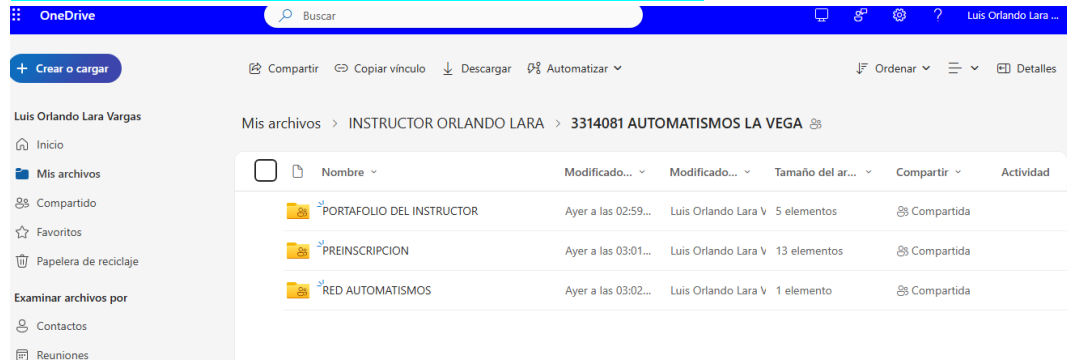 OneDrive Buscar Luis Orlando Lara ...
+ Crear o cargar Compartir Copiar vínculo Descargar Automatizar Ordenar Detalles
Luis Orlando Lara Vargas
Mis archivos > INSTRUCTOR ORLANDO LARA > 3314081 AUTOMATISMOS LA VEGA
Inicio
Mis archivos
Compartido
Favoritos
Papelera de reciclaje
Examinar archivos por
Contactos
Reuniones
Nombre Modificado... Modificado... Tamaño del ar... Compartir Actividad
PORTAFOLIO DEL INSTRUCTOR Ayer a las 02:59... Luis Orlando Lara V 5 elementos Compartida
PREINSCRIPCION Ayer a las 03:01... Luis Orlando Lara V 13 elementos Compartida
RED AUTOMATISMOS Ayer a las 03:02... Luis Orlando Lara V 1 elemento Compartida